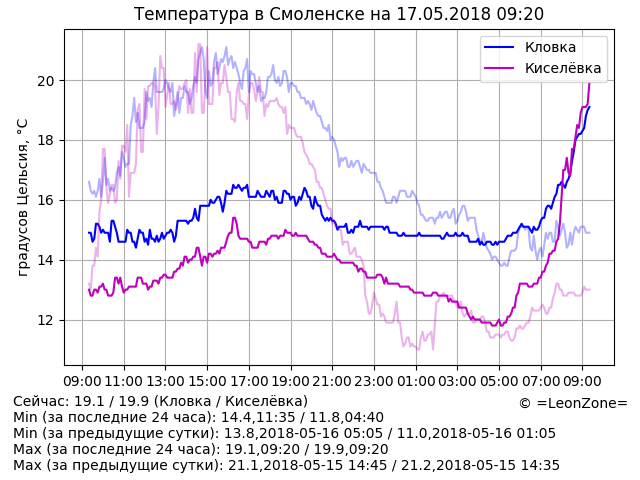 Температура в Смоленске на 17.05.2018 09:20
Кловка
Киселёвка
градусов Цельсия, °C
20
18
16
14
12
09:00 11:00 13:00 15:00 17:00 19:00 21:00 23:00 01:00 03:00 05:00 07:00 09:00
© =LeonZone=
Сейчас: 19.1 / 19.9 (Кловка / Киселёвка)
Min (за последние 24 часа): 14.4,11:35 / 11.8,04:40
Min (за предыдущие сутки): 13.8,2018-05-16 05:05 / 11.0,2018-05-16 01:05
Max (за последние 24 часа): 19.1,09:20 / 19.9,09:20
Max (за предыдущие сутки): 21.1,2018-05-15 14:45 / 21.2,2018-05-15 14:35